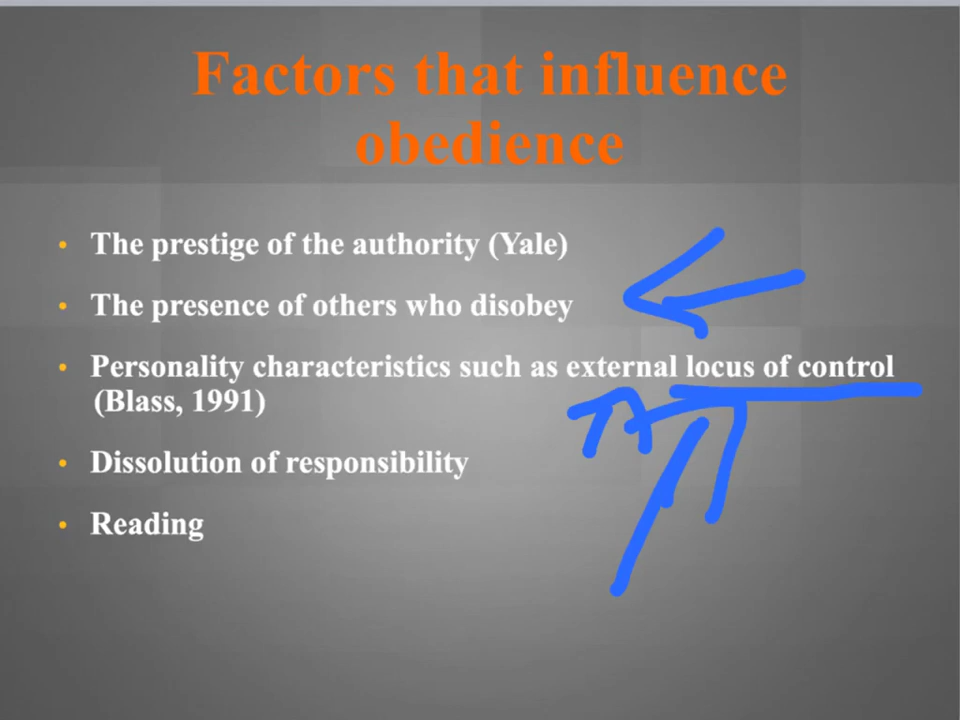 Factors that influence
obedience
• The prestige of the authority (Yale)
• The presence of others who disobey
• Personality characteristics such as external locus of control
(Blass, 1991)
• Dissolution of responsibility
• Reading